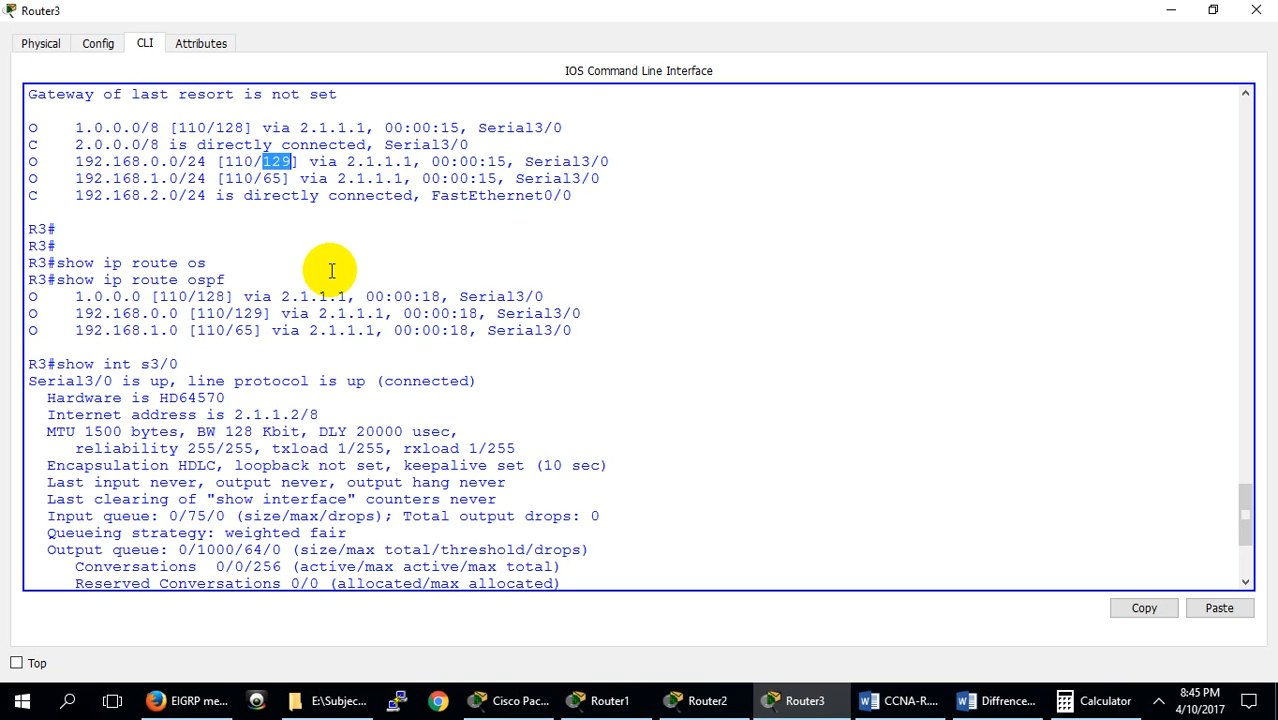 Router3
Physical Config CLI Attributes
IOS Command Line Interface
Gateway of last resort is not set
O 1.0.0.0/8 [110/128] via 2.1.1.1, 00:00:15, Serial3/0
C 2.0.0.0/8 is directly connected, Serial3/0
O 192.168.0.0/24 [110/129] via 2.1.1.1, 00:00:15, Serial3/0
O 192.168.1.0/24 [110/65] via 2.1.1.1, 00:00:15, Serial3/0
C 192.168.2.0/24 is directly connected, FastEthernet0/0
R3#
R3#
R3#show ip route os
R3#show ip route ospf
O 1.0.0.0 [110/128] via 2.1.1.1, 00:00:18, Serial3/0
O 192.168.0.0 [110/129] via 2.1.1.1, 00:00:18, Serial3/0
O 192.168.1.0 [110/65] via 2.1.1.1, 00:00:18, Serial3/0
R3#show int s3/0
Serial3/0 is up, line protocol is up (connected)
Hardware is HD64570
Internet address is 2.1.1.2/8
MTU 1500 bytes, BW 128 Kbit, DLY 20000 usec,
reliability 255/255, txload 1/255, rxload 1/255
Encapsulation HDLC, loopback not set, keepalive set (10 sec)
Last input never, output never, output hang never
Last clearing of "show interface" counters never
Input queue: 0/75/0 (size/max/drops); Total output drops: 0
Queueing strategy: weighted fair
Output queue: 0/1000/64/0 (size/max total/threshold/drops)
Conversations 0/0/256 (active/max active/max total)
Reserved Conversations 0/0 (allocated/max allocated)
Copy Paste
Top
EIGRP me... E:\Subjec... Cisco Pac... Router1 Router2 Router3 CCNA-R... Differenc... Calculator 8:45 PM
4/10/2017